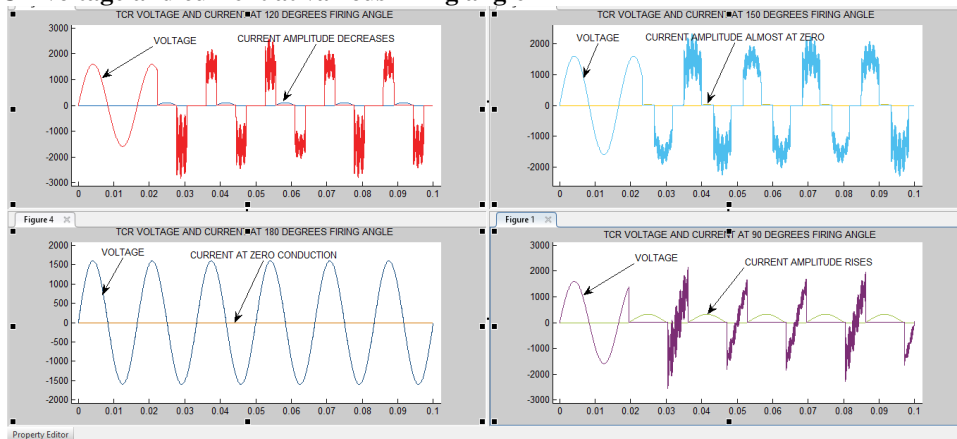 TCR VOLTAGE AND CURRENT AT 120 DEGREES FIRING ANGLE
VOLTAGE
CURRENT AMPLITUDE DECREASES
3000
2000
1000
0
-1000
-2000
-3000
0 0.01 0.02 0.03 0.04 0.05 0.06 0.07 0.08 0.09 0.1
TCR VOLTAGE AND CURRENT AT 150 DEGREES FIRING ANGLE
VOLTAGE
CURRENT AMPLITUDE ALMOST AT ZERO
2000
1000
0
-1000
-2000
0 0.01 0.02 0.03 0.04 0.05 0.06 0.07 0.08 0.09 0.1
Figure 4
TCR VOLTAGE AND CURRENT AT 180 DEGREES FIRING ANGLE
VOLTAGE
CURRENT AT ZERO CONDUCTION
2000
1500
1000
500
0
-500
-1000
-1500
-2000
0 0.01 0.02 0.03 0.04 0.05 0.06 0.07 0.08 0.09 0.1
Figure 1
TCR VOLTAGE AND CURRENT AT 90 DEGREES FIRING ANGLE
VOLTAGE
CURRENT AMPLITUDE RISES
3000
2000
1000
0
-1000
-2000
-3000
0 0.01 0.02 0.03 0.04 0.05 0.06 0.07 0.08 0.09 0.1
Property Editor